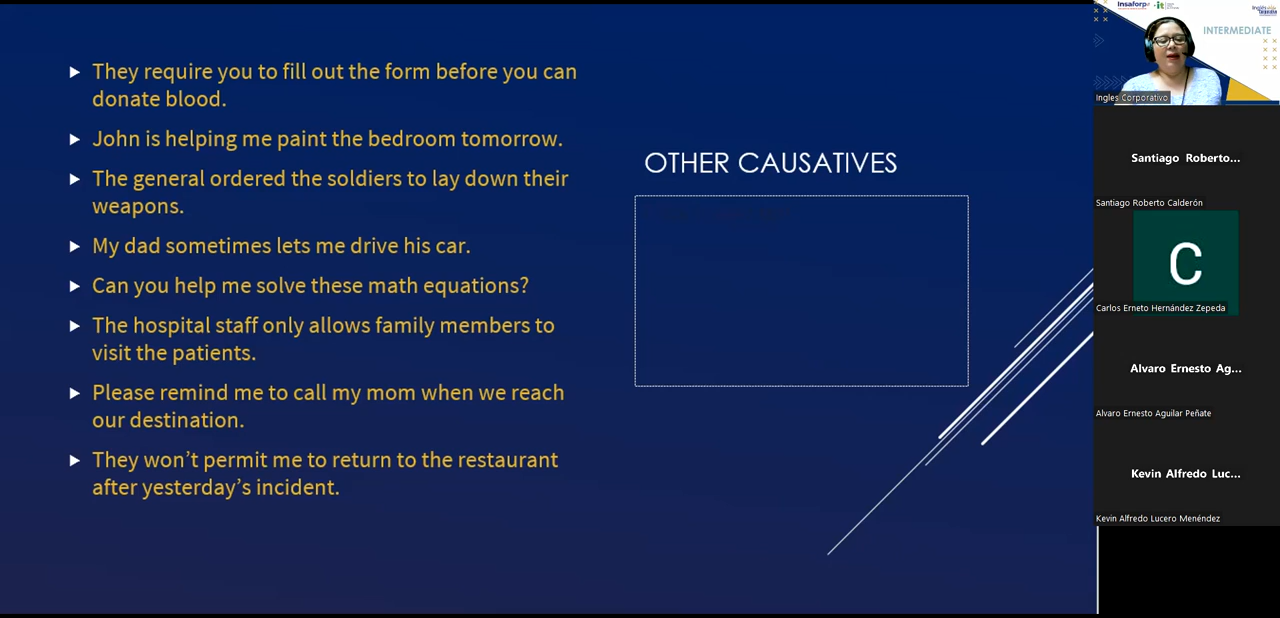 They require you to fill out the form before you can
donate blood.
John is helping me paint the bedroom tomorrow.
The general ordered the soldiers to lay down their
weapons.
My dad sometimes lets me drive his car.
Can you help me solve these math equations?
The hospital staff only allows family members to
visit the patients.
Please remind me to call my mom when we reach
our destination.
They won’t permit me to return to the restaurant
after yesterday’s incident.
OTHER CAUSATIVES
Insaforp
INTERMEDIATE
Ingles Corporativo
Santiago Roberto...
Santiago Roberto Calderón
C
Carlos Erneto Hernández Zepeda
Alvaro Ernesto Ag...
Alvaro Ernesto Aguilar Peñate
Kevin Alfredo Luc...
Kevin Alfredo Lucero Menéndez